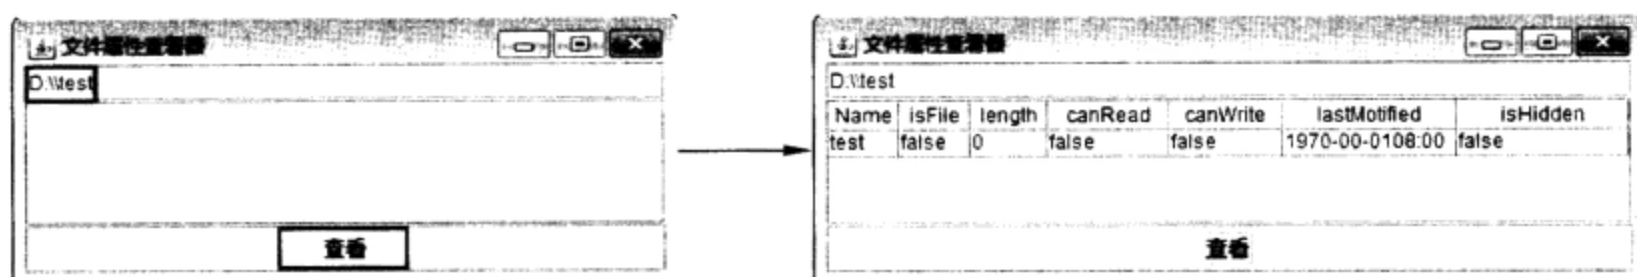 文件属性查看器
D:\\test
查看
文件属性查看器
D:\\test
Name isFile length canRead canWrite lastMotified isHidden
test false 0 false false 1970-00-0108:00 false
查看